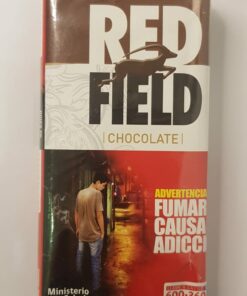 RED
FIELD
|CHOCOLATE|
ADVERTENCIA
FUMAR
CAUSA
ADICCI
Ministerio